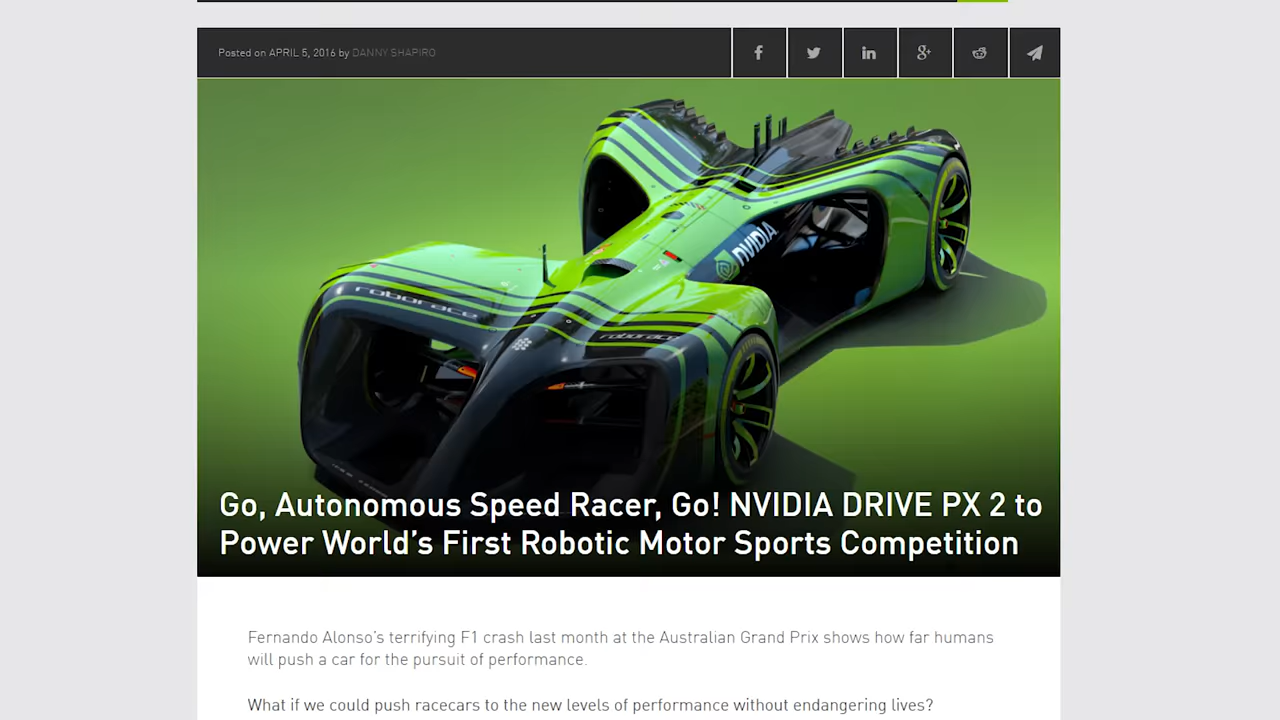 Posted on APRIL 5, 2016 by DANNY SHAPIRO
nVIDIA
roborace
roborace
Go, Autonomous Speed Racer, Go! NVIDIA DRIVE PX 2 to
Power World's First Robotic Motor Sports Competition
Fernando Alonso's terrifying F1 crash last month at the Australian Grand Prix shows how far humans
will push a car for the pursuit of performance.
What if we could push racecars to the new levels of performance without endangering lives?